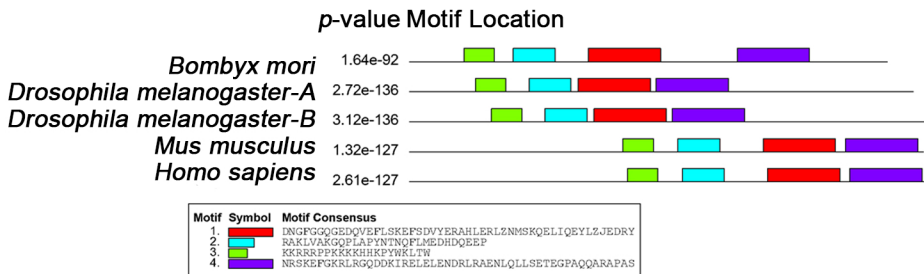 p-value Motif Location
Bombyx mori 1.64e-92
Drosophila melanogaster-A 2.72e-136
Drosophila melanogaster-B 3.12e-136
Mus musculus 1.32e-127
Homo sapiens 2.61e-127
Motif Symbol Motif Consensus
1. DNGFGGQGEDQVEFLSKEFSDVYERAHLERLZNMSKQELIQEYLZJEDRY
2. RAKLVAKGQPLAPYNTNQFLMEDHDQEEP
3. KKRRRPPKKKKHHKPYWKLTW
4. NRSKEFGKRLRGQDDKIRELELENDRLRAENLQLLSETEGPAQQARAPAS